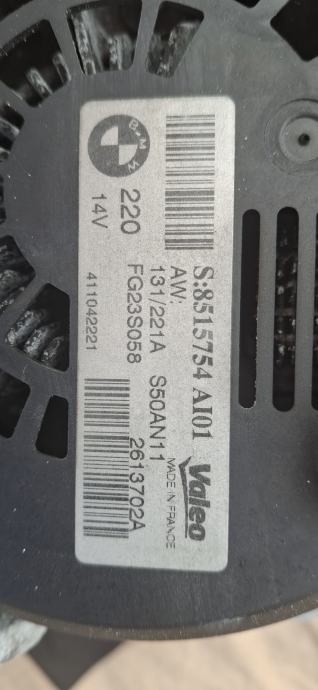 S:8515754 AI01
AW:
131/221A S50AN11
FG23S058 2613702A
Valeo
MADE IN FRANCE
BMW
220
14V
411042221